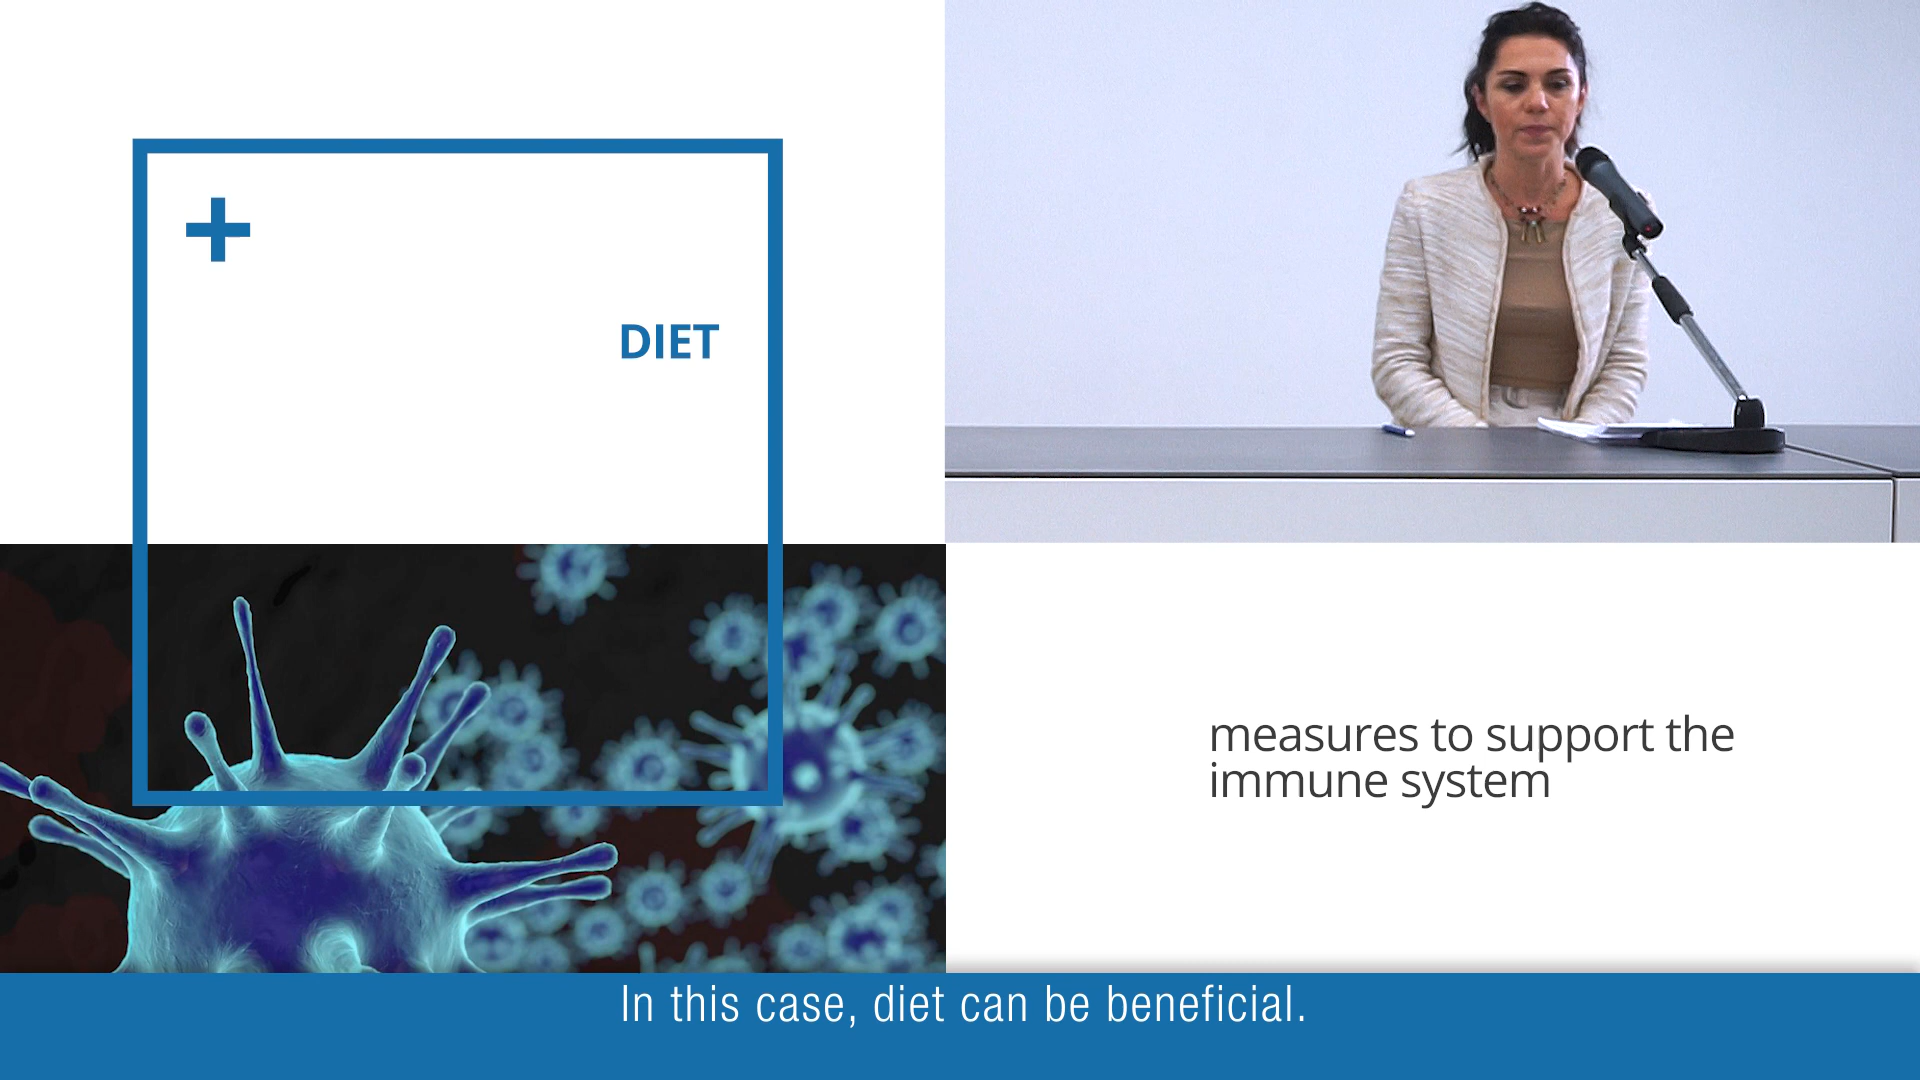 DIET
measures to support the
immune system
In this case, diet can be beneficial.